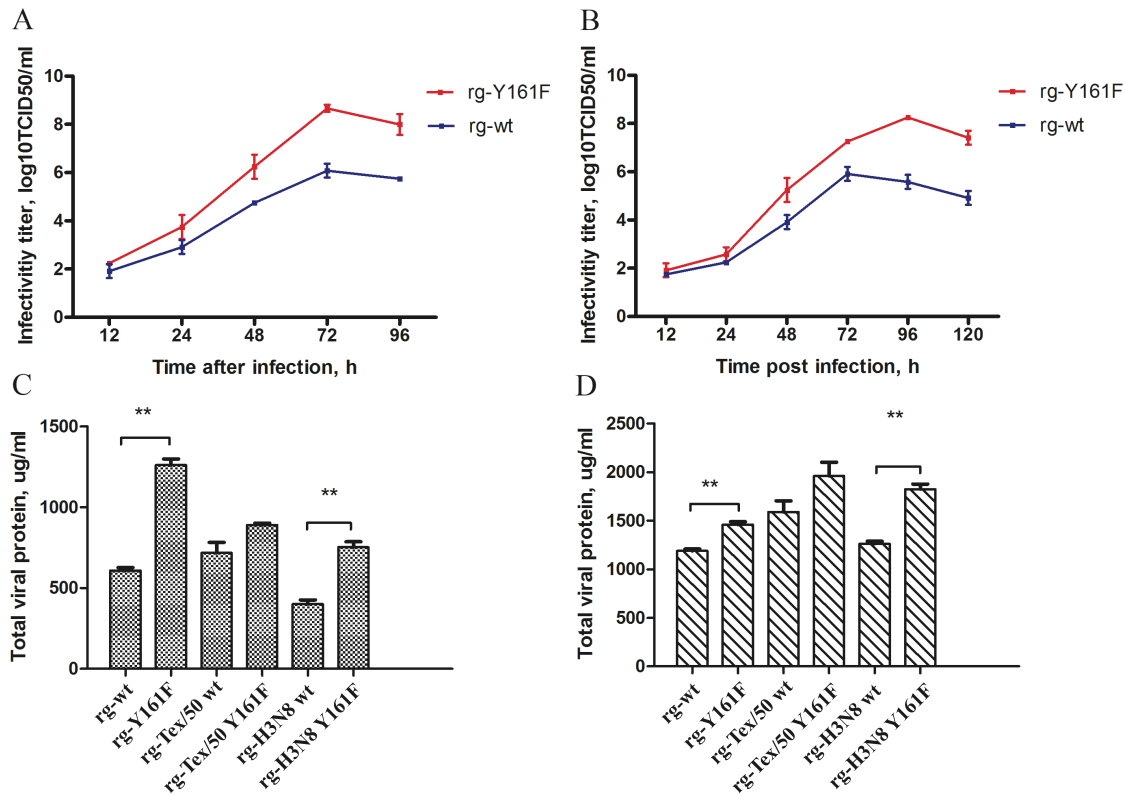 A
Infectivitiy titer, log10TCID50/ml
10
8
6
4
2
0
12 24 48 72 96
Time after infection, h
rg-Y161F
rg-wt
B
Infectivitiy titer, log10TCID50/ml
10
8
6
4
2
0
12 24 48 72 96 120
Time post infection, h
rg-Y161F
rg-wt
C
Total viral protein, ug/ml
1500
1000
500
0
**
**
rg-wt
rg-Y161F
rg-Tex/50 wt
rg-Tex/50 Y161F
rg-H3N8 wt
rg-H3N8 Y161F
D
Total viral protein, ug/ml
2500
2000
1500
1000
500
0
**
**
rg-wt
rg-Y161F
rg-Tex/50 wt
rg-Tex/50 Y161F
rg-H3N8 wt
rg-H3N8 Y161F